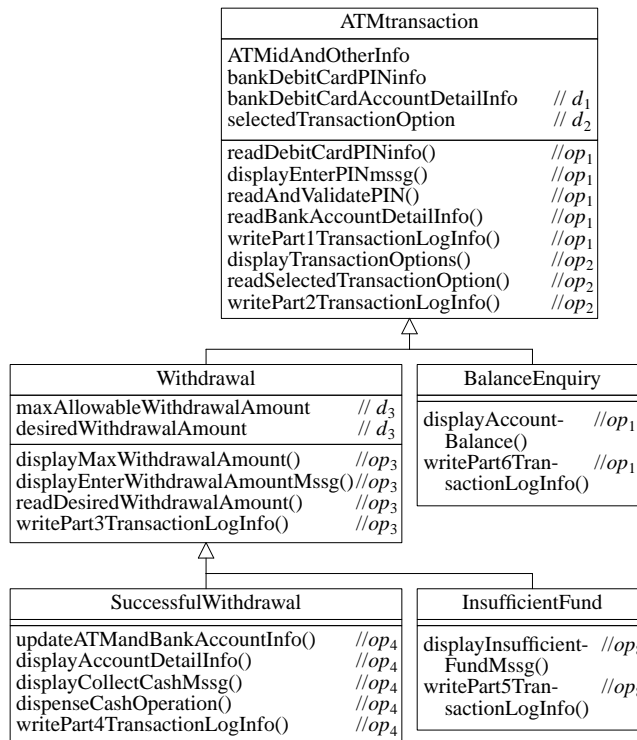 ATMtransaction
ATMidAndOtherInfo
bankDebitCardPINinfo
bankDebitCardAccountDetailInfo // d1
selectedTransactionOption // d2
readDebitCardPINinfo() //op1
displayEnterPINmssg() //op1
readAndValidatePIN() //op1
readBankAccountDetailInfo() //op1
writePart1TransactionLogInfo() //op1
displayTransactionOptions() //op2
readSelectedTransactionOption() //op2
writePart2TransactionLogInfo() //op2
Withdrawal
maxAllowableWithdrawalAmount // d3
desiredWithdrawalAmount // d3
displayMaxWithdrawalAmount() //op3
displayEnterWithdrawalAmountMssg() //op3
readDesiredWithdrawalAmount() //op3
writePart3TransactionLogInfo() //op3
BalanceEnquiry
displayAccount- //op1
Balance()
writePart6Tran- //op1
sactionLogInfo()
SuccessfulWithdrawal
updateATMandBankAccountInfo() //op4
displayAccountDetailInfo() //op4
displayCollectCashMssg() //op4
dispenseCashOperation() //op4
writePart4TransactionLogInfo() //op4
InsufficientFund
displayInsufficient- //op
FundMssg()
writePart5Tran- //op
sactionLogInfo()